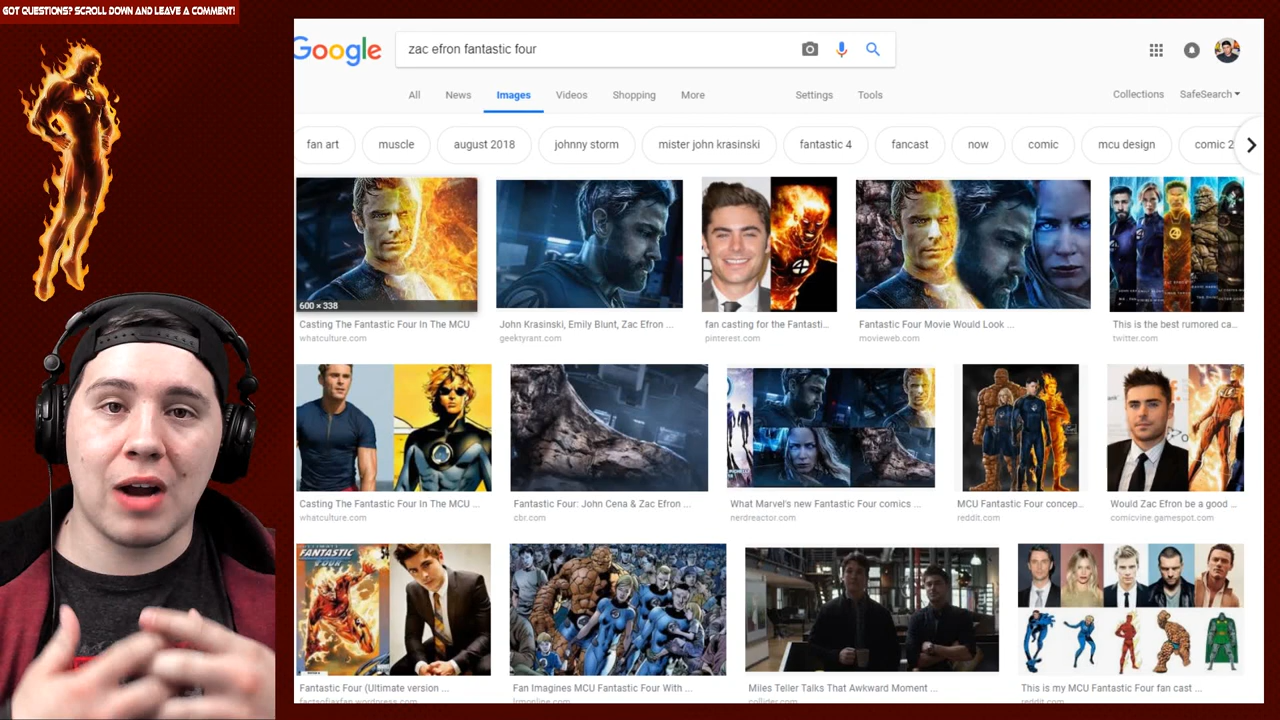 GOT QUESTIONS? SCROLL DOWN AND LEAVE A COMMENT!
Google
zac efron fantastic four
All News Images Videos Shopping More Settings Tools Collections SafeSearch
fan art muscle august 2018 johnny storm mister john krasinski fantastic 4 fancast now comic mcu design comic 2
600 × 338
Casting The Fantastic Four In The MCU
whatculture.com
John Krasinski, Emily Blunt, Zac Efron ...
geektyrant.com
fan casting for the Fantasti...
pinterest.com
Fantastic Four Movie Would Look ...
movieweb.com
This is the best rumored ca...
twitter.com
Casting The Fantastic Four In The MCU ...
whatculture.com
Fantastic Four: John Cena & Zac Efron ...
cbr.com
What Marvel's new Fantastic Four comics ...
nerdreactor.com
MCU Fantastic Four concep...
reddit.com
Would Zac Efron be a good ...
comicvine.gamespot.com
FANTASTIC
Fantastic Four (Ultimate version ...
Fan Imagines MCU Fantastic Four With ...
Miles Teller Talks That Awkward Moment ...
This is my MCU Fantastic Four fan cast ...